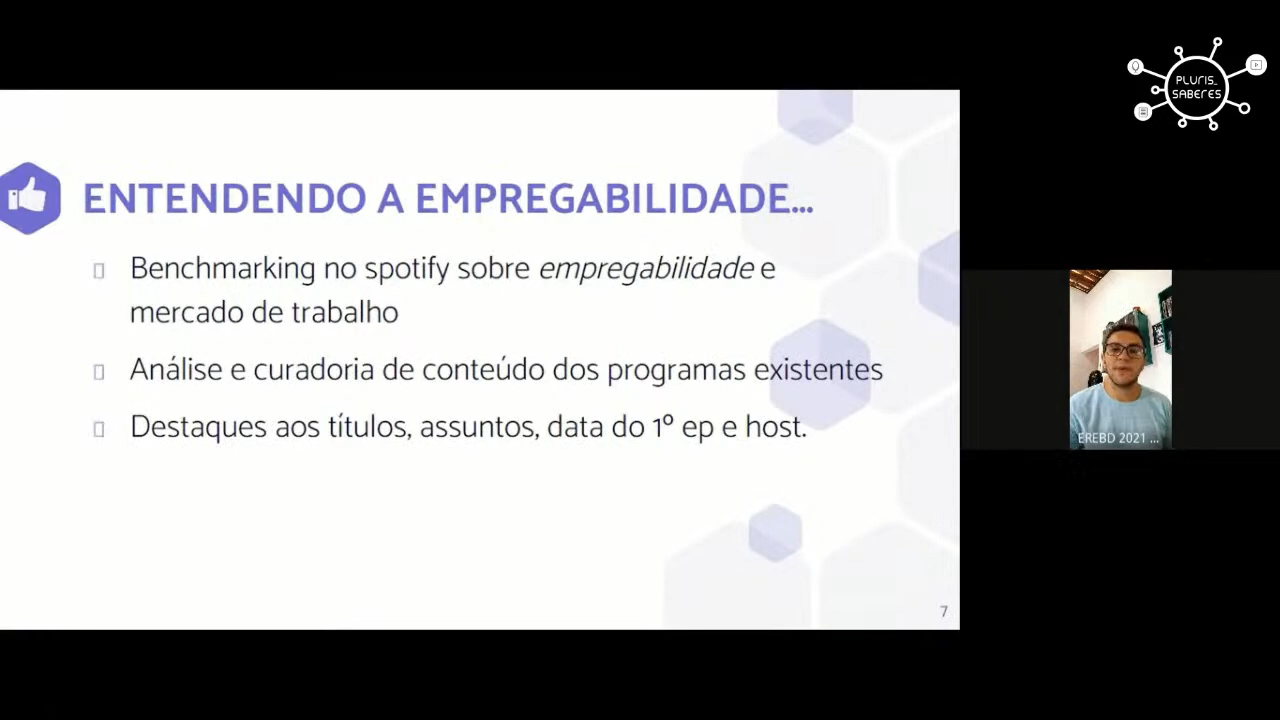 PLURIS_
SABERES
ENTENDENDO A EMPREGABILIDADE...
Benchmarking no spotify sobre empregabilidade e
mercado de trabalho
Análise e curadoria de conteúdo dos programas existentes
Destaques aos títulos, assuntos, data do 1º ep e host.
EREBD 2021 ...
7